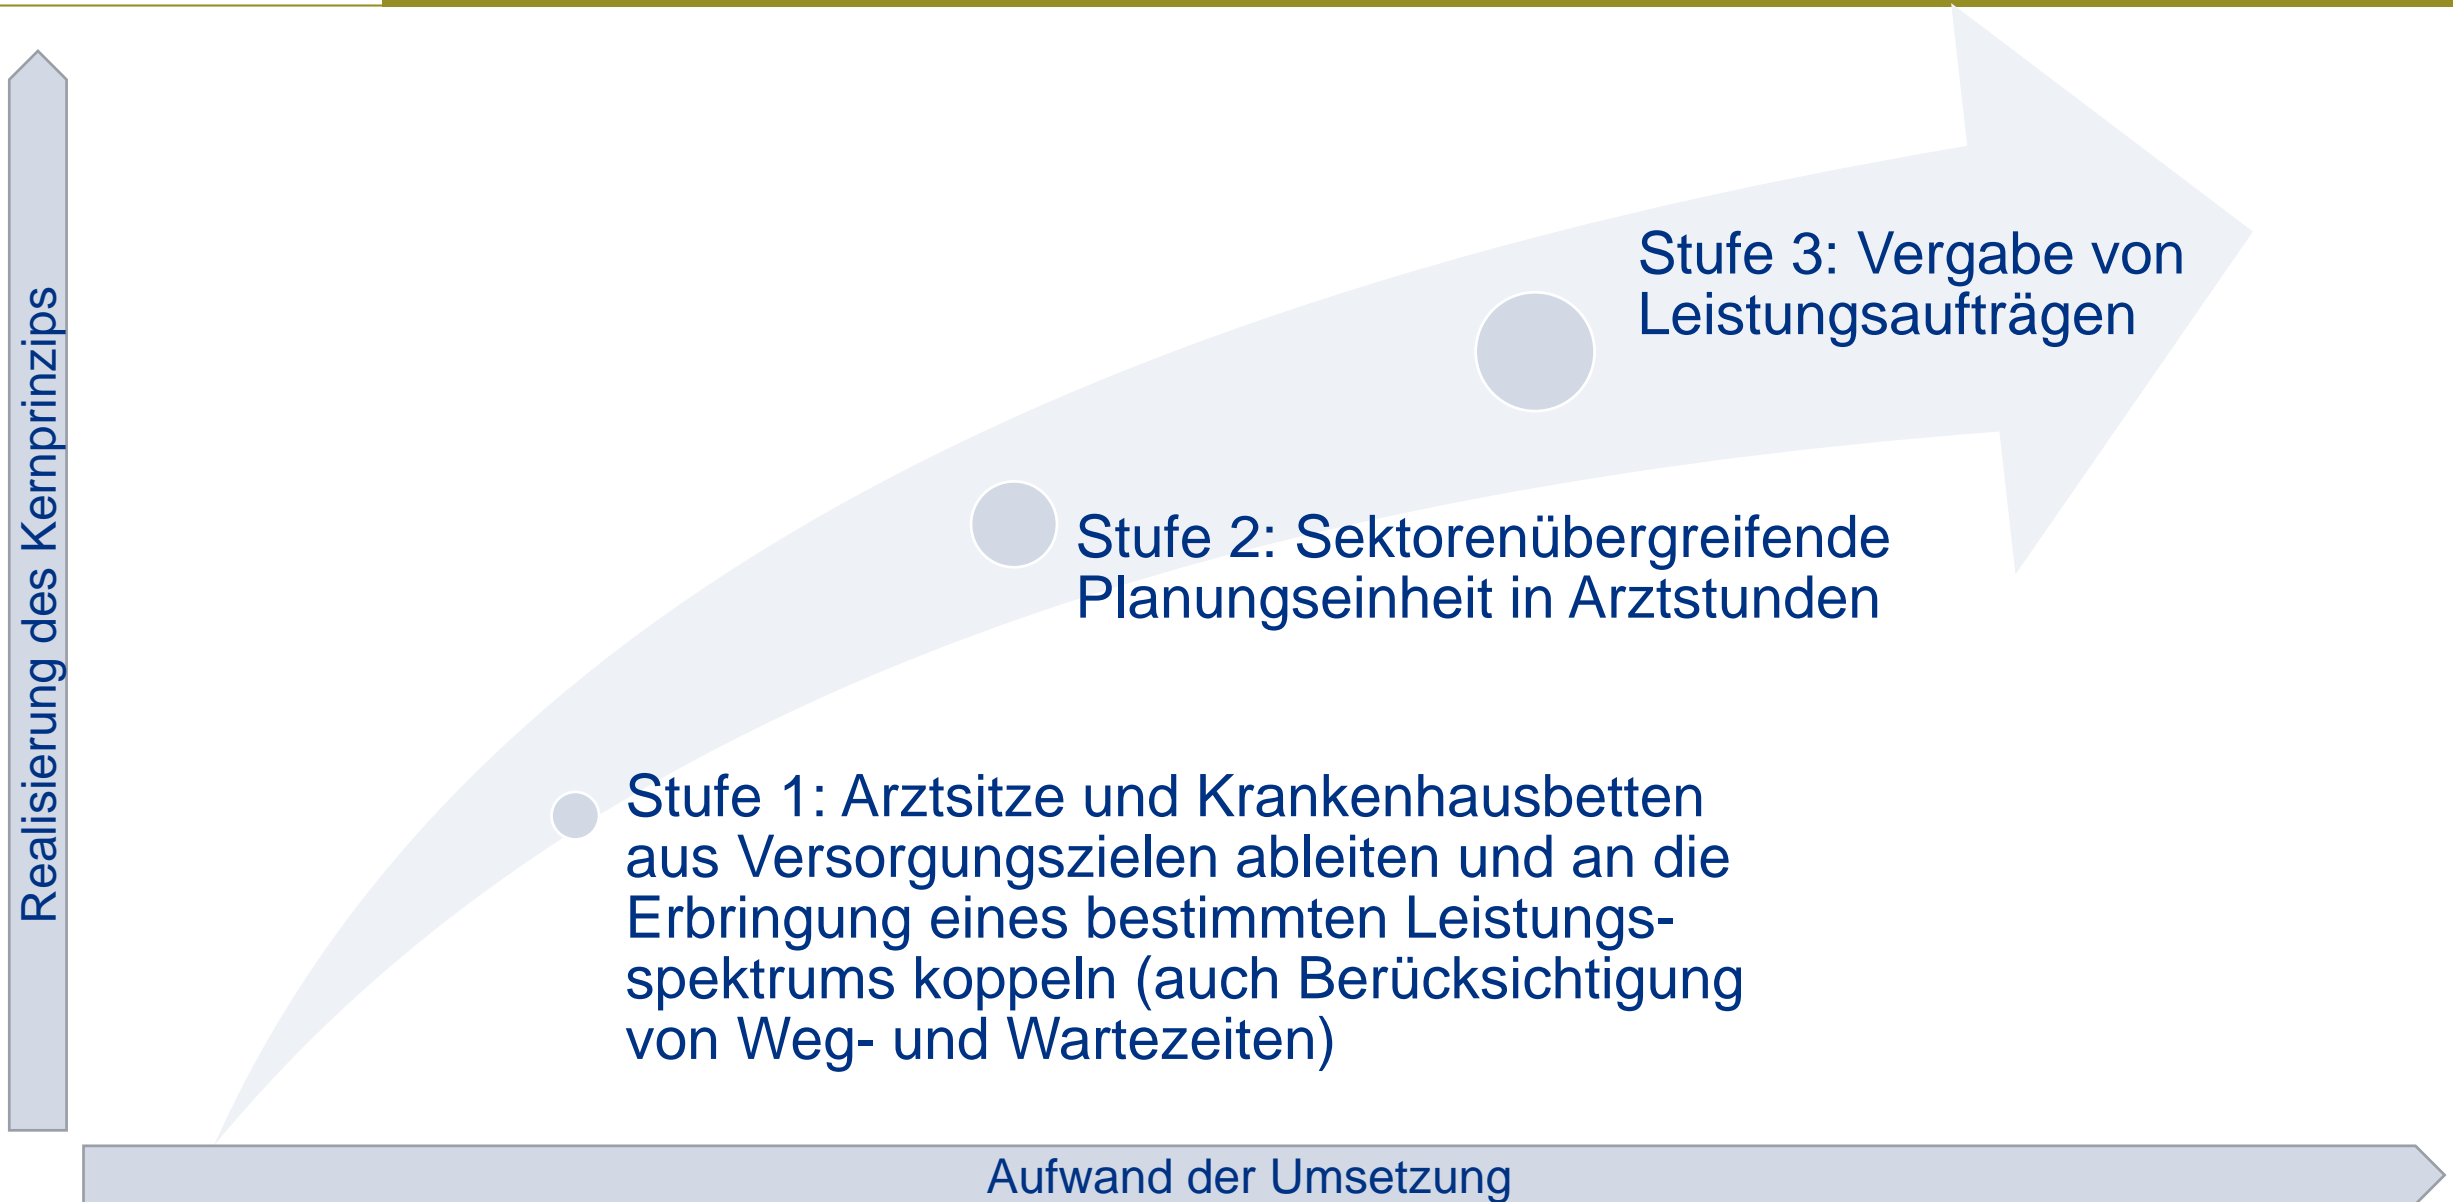 Realisierung des Kernprinzips
Stufe 3: Vergabe von
Leistungsaufträgen
Stufe 2: Sektorenübergreifende
Planungseinheit in Arztstunden
Stufe 1: Arztsitze und Krankenhausbetten
aus Versorgungszielen ableiten und an die
Erbringung eines bestimmten Leistungs-
spektrums koppeln (auch Berücksichtigung
von Weg- und Wartezeiten)
Aufwand der Umsetzung